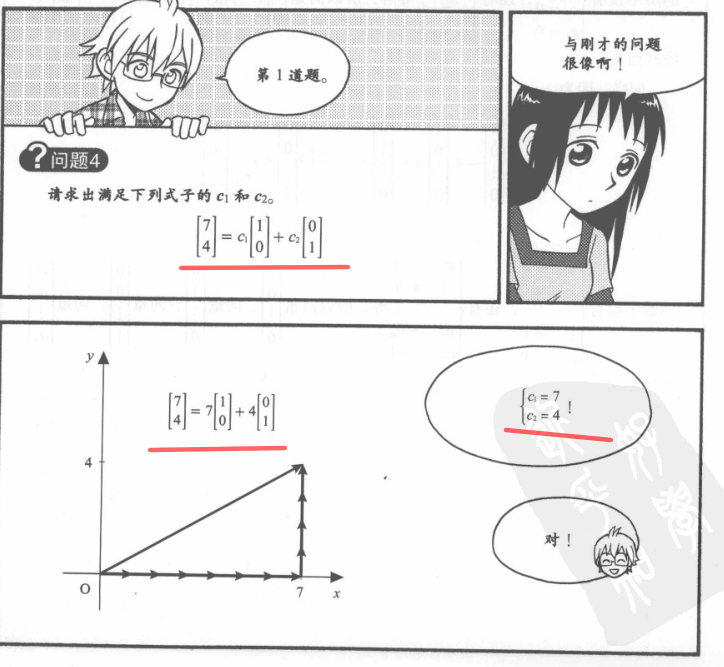 第1道题。
与刚才的问题
很像啊！
? 问题4
请求出满足下列式子的 c₁ 和 c₂。
[7 4] = c₁[1 0] + c₂[0 1]
y
[7 4] = 7[1 0] + 4[0 1]
{c₁ = 7
c₂ = 4 !
4
对！
O
7
x